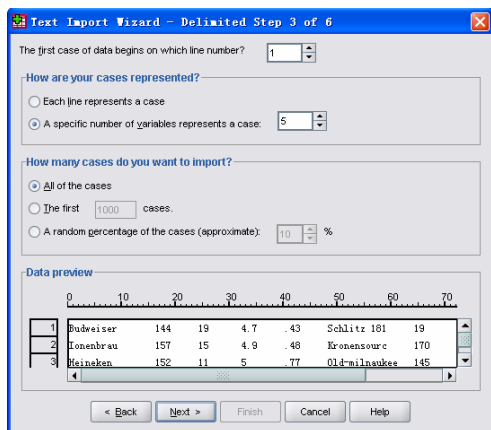 Text Import Wizard - Delimited Step 3 of 6
The first case of data begins on which line number? 1
How are your cases represented?
Each line represents a case
A specific number of variables represents a case: 5
How many cases do you want to import?
All of the cases
The first 1000 cases.
A random percentage of the cases (approximate): 10 %
Data preview
0 10 20 30 40 50 60 70
1 Budweiser 144 19 4.7 .43 Schlitz 181 19
2 Ionenbrau 157 15 4.9 .48 Kronensourc 170
3 Heineken 152 11 5 .77 Old-milnaukee 145
< Back Next > Finish Cancel Help